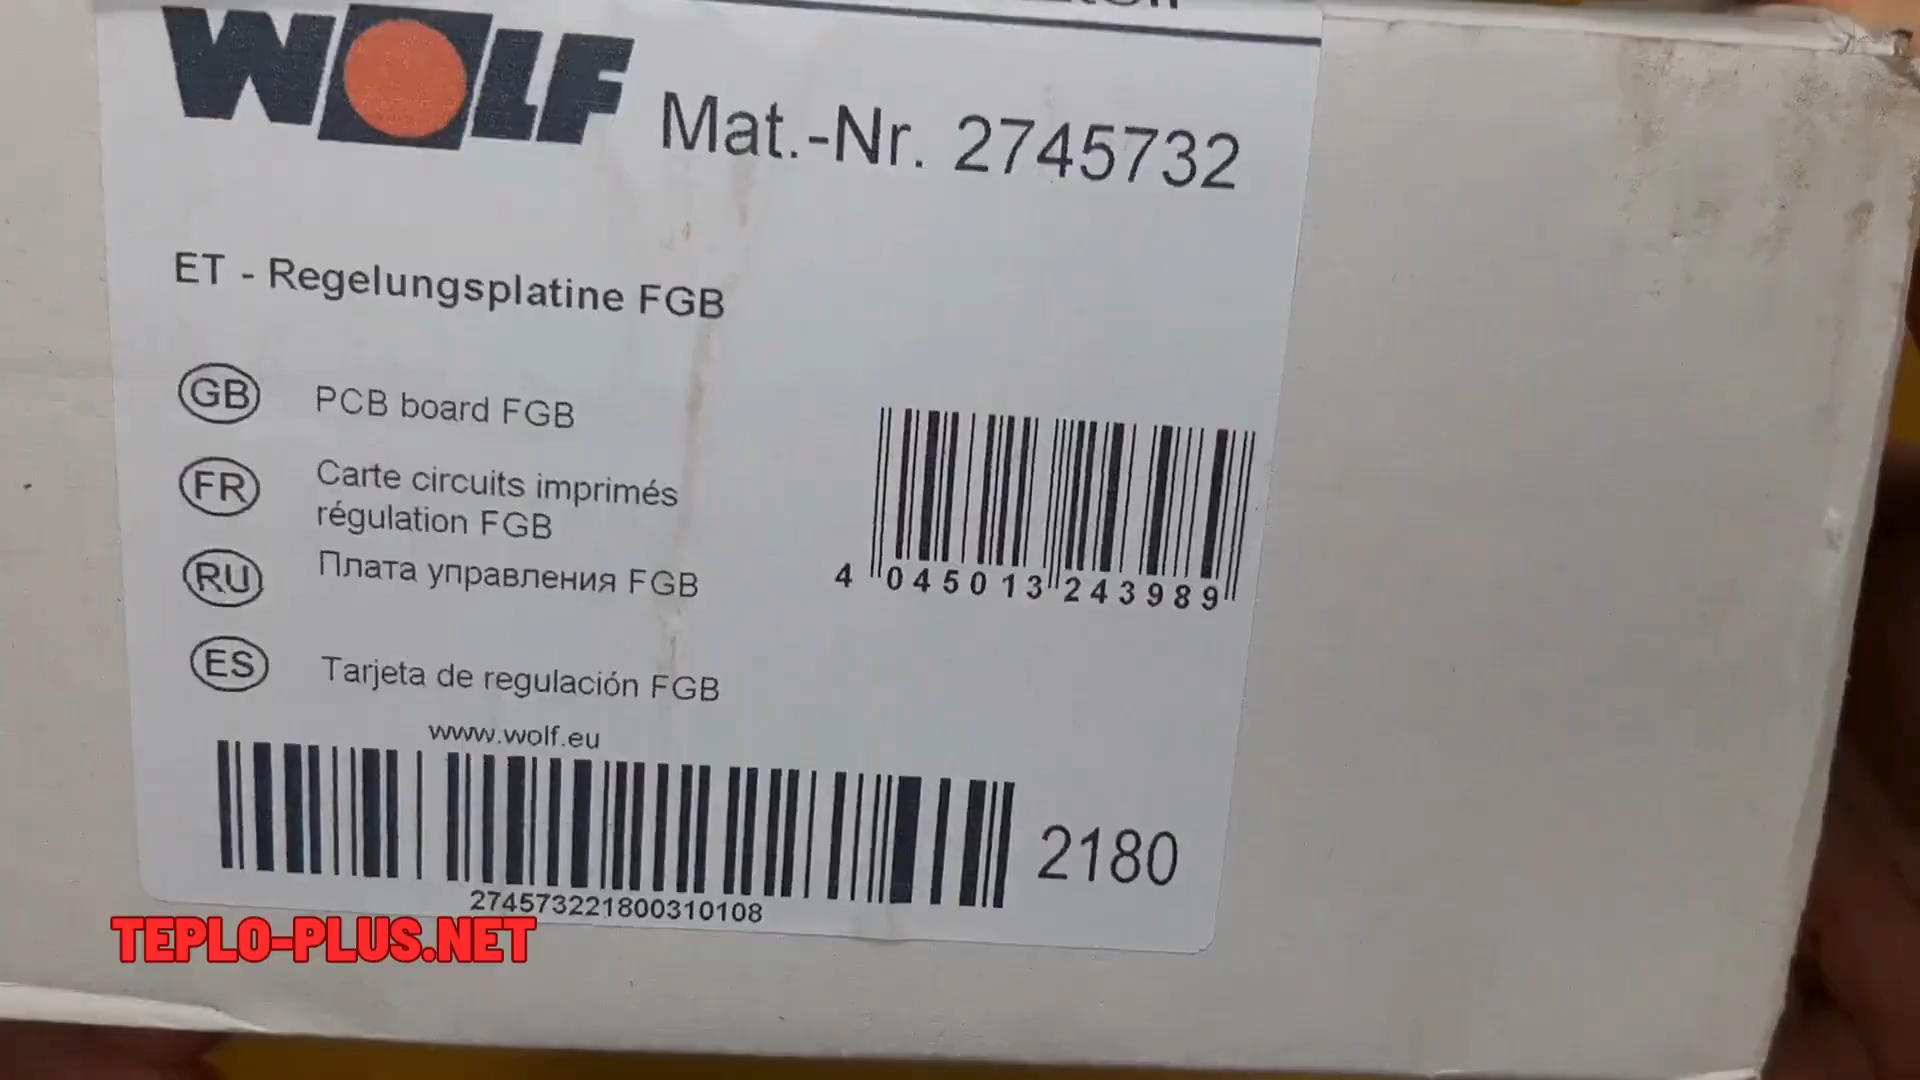 WOLF Mat.-Nr. 2745732
ET - Regelungsplatine FGB
GB PCB board FGB
FR Carte circuits imprimés
régulation FGB
RU Плата управления FGB
ES Tarjeta de regulación FGB
4 045013 243989
www.wolf.eu
2180
274573221800310108
TEPLO-PLUS.NET